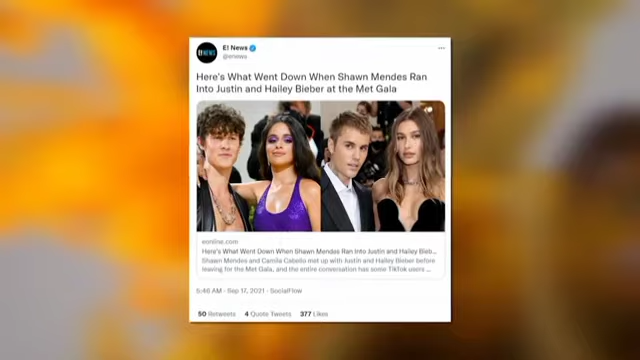 E! NEWS
E! News
@enews
Here's What Went Down When Shawn Mendes Ran
Into Justin and Hailey Bieber at the Met Gala
eonline.com
Here's What Went Down When Shawn Mendes Ran Into Justin and Hailey Bieb...
Shawn Mendes and Camila Cabello met up with Justin and Hailey Bieber before
leaving for the Met Gala, and the entire conversation has some TikTok users ...
5:46 AM · Sep 17, 2021 · SocialFlow
50 Retweets 4 Quote Tweets 377 Likes